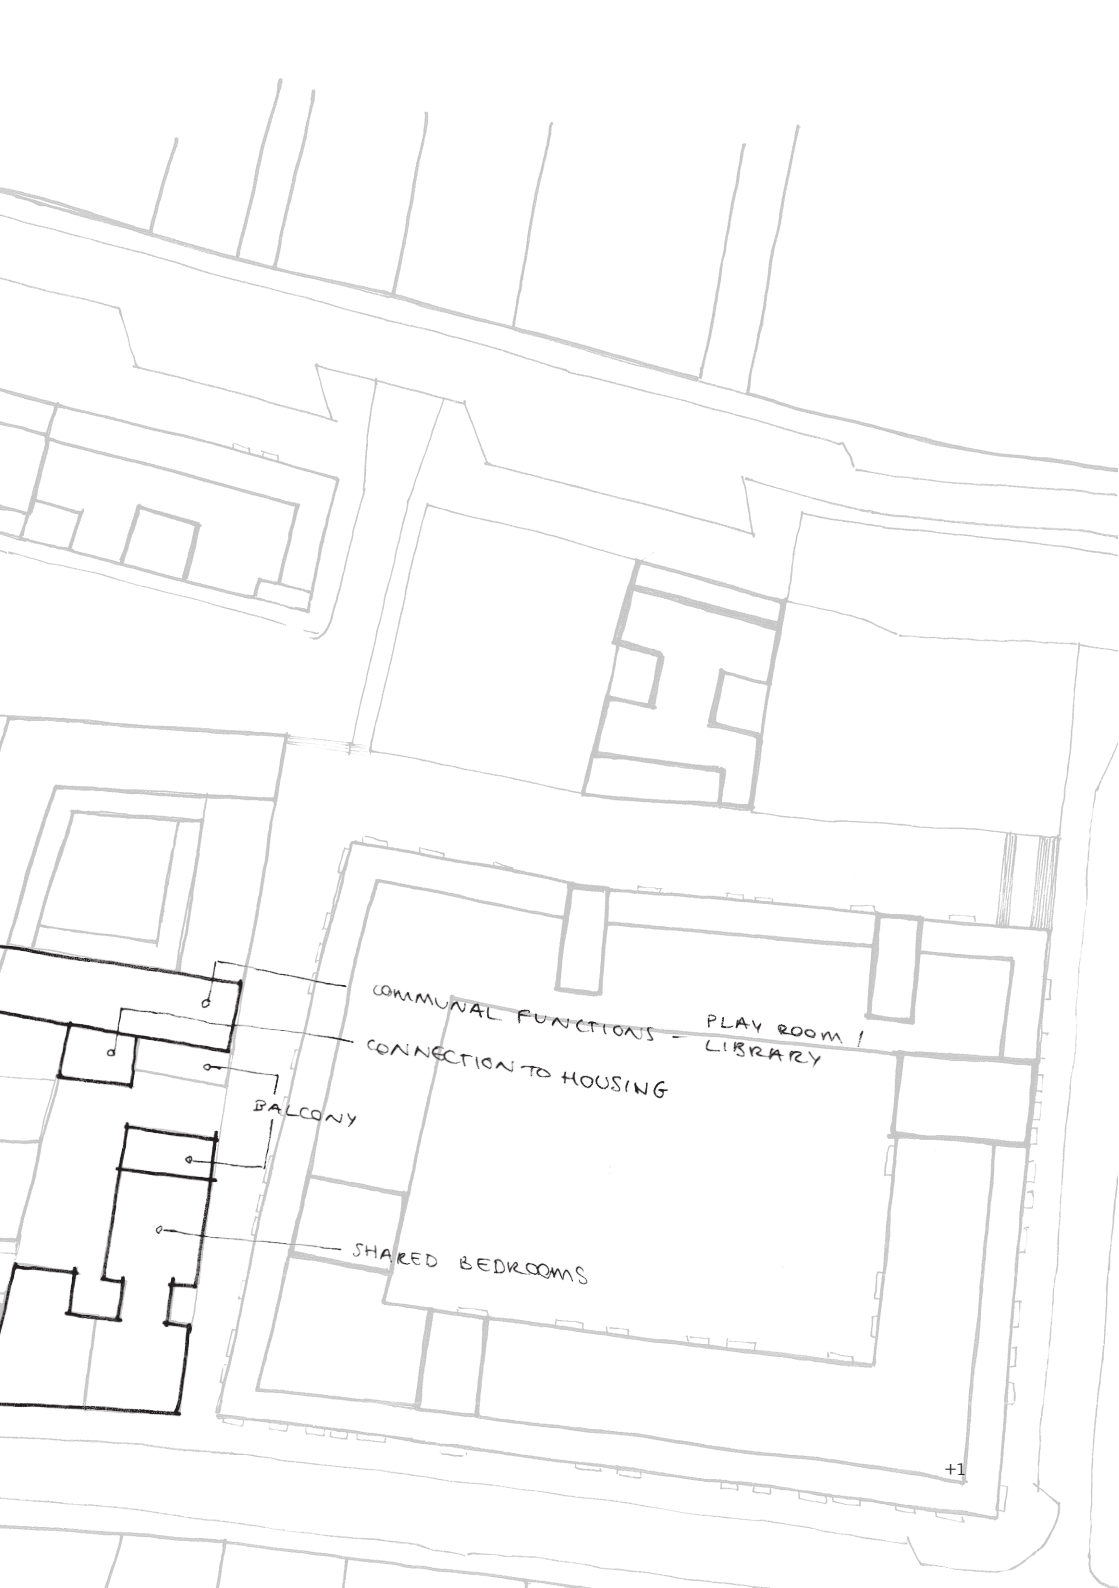 COMMUNAL FUNCTIONS - PLAY ROOM /
LIBRARY
CONNECTION TO HOUSING
BALCONY
SHARED BEDROOMS
+1